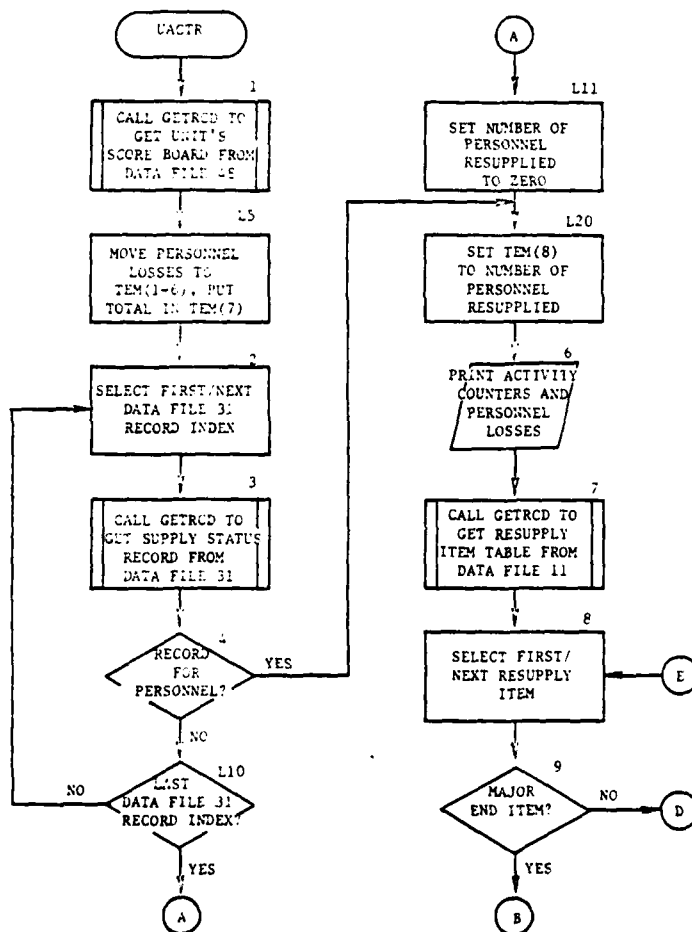 UACTR
1
CALL GETRCD TO
GET UNIT'S
SCORE BOARD FROM
DATA FILE 45
L5
MOVE PERSONNEL
LOSSES TO
TEM(1-6), PUT
TOTAL IN TEM(7)
2
SELECT FIRST/NEXT
DATA FILE 31
RECORD INDEX
3
CALL GETRCD TO
GET SUPPLY STATUS
RECORD FROM
DATA FILE 31
4
RECORD
FOR
PERSONNEL?
YES
NO
L10
LAST
DATA FILE 31
RECORD INDEX?
NO
YES
A
A
L11
SET NUMBER OF
PERSONNEL
RESUPPLIED
TO ZERO
L20
SET TEM(8)
TO NUMBER OF
PERSONNEL
RESUPPLIED
6
PRINT ACTIVITY
COUNTERS AND
PERSONNEL
LOSSES
7
CALL GETRCD TO
GET RESUPPLY
ITEM TABLE FROM
DATA FILE 11
8
SELECT FIRST/
NEXT RESUPPLY
ITEM
E
9
MAJOR
END ITEM?
NO
D
YES
B